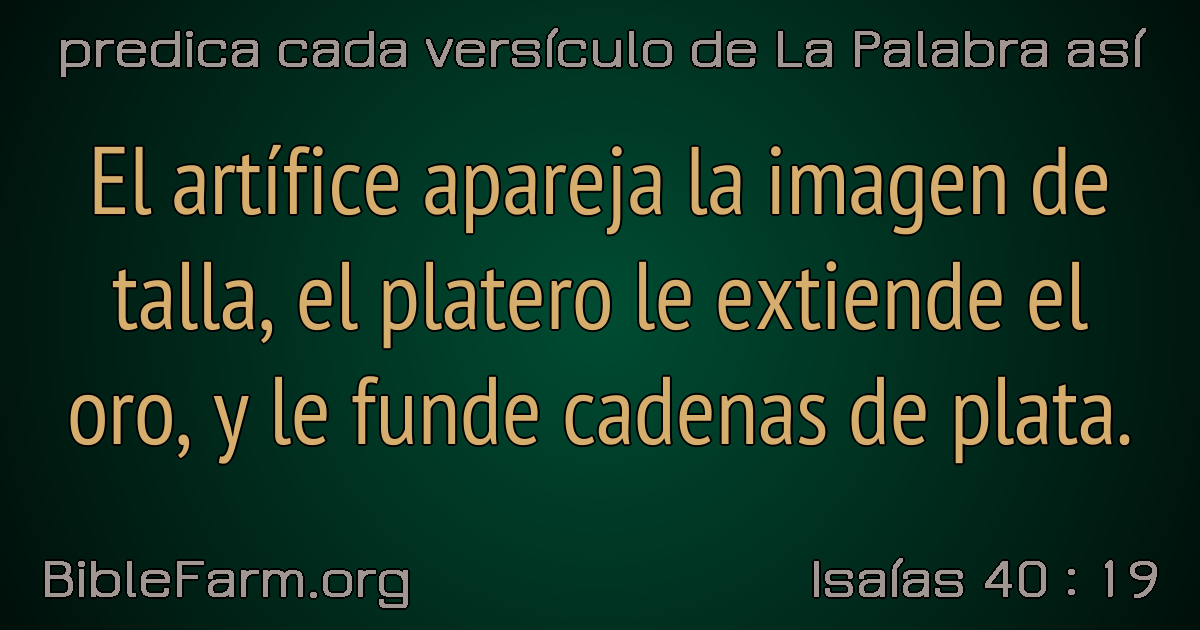 predica cada versículo de La Palabra así
El artífice apareja la imagen de
talla, el platero le extiende el
oro, y le funde cadenas de plata.
BibleFarm.org
Isaías 40 : 19